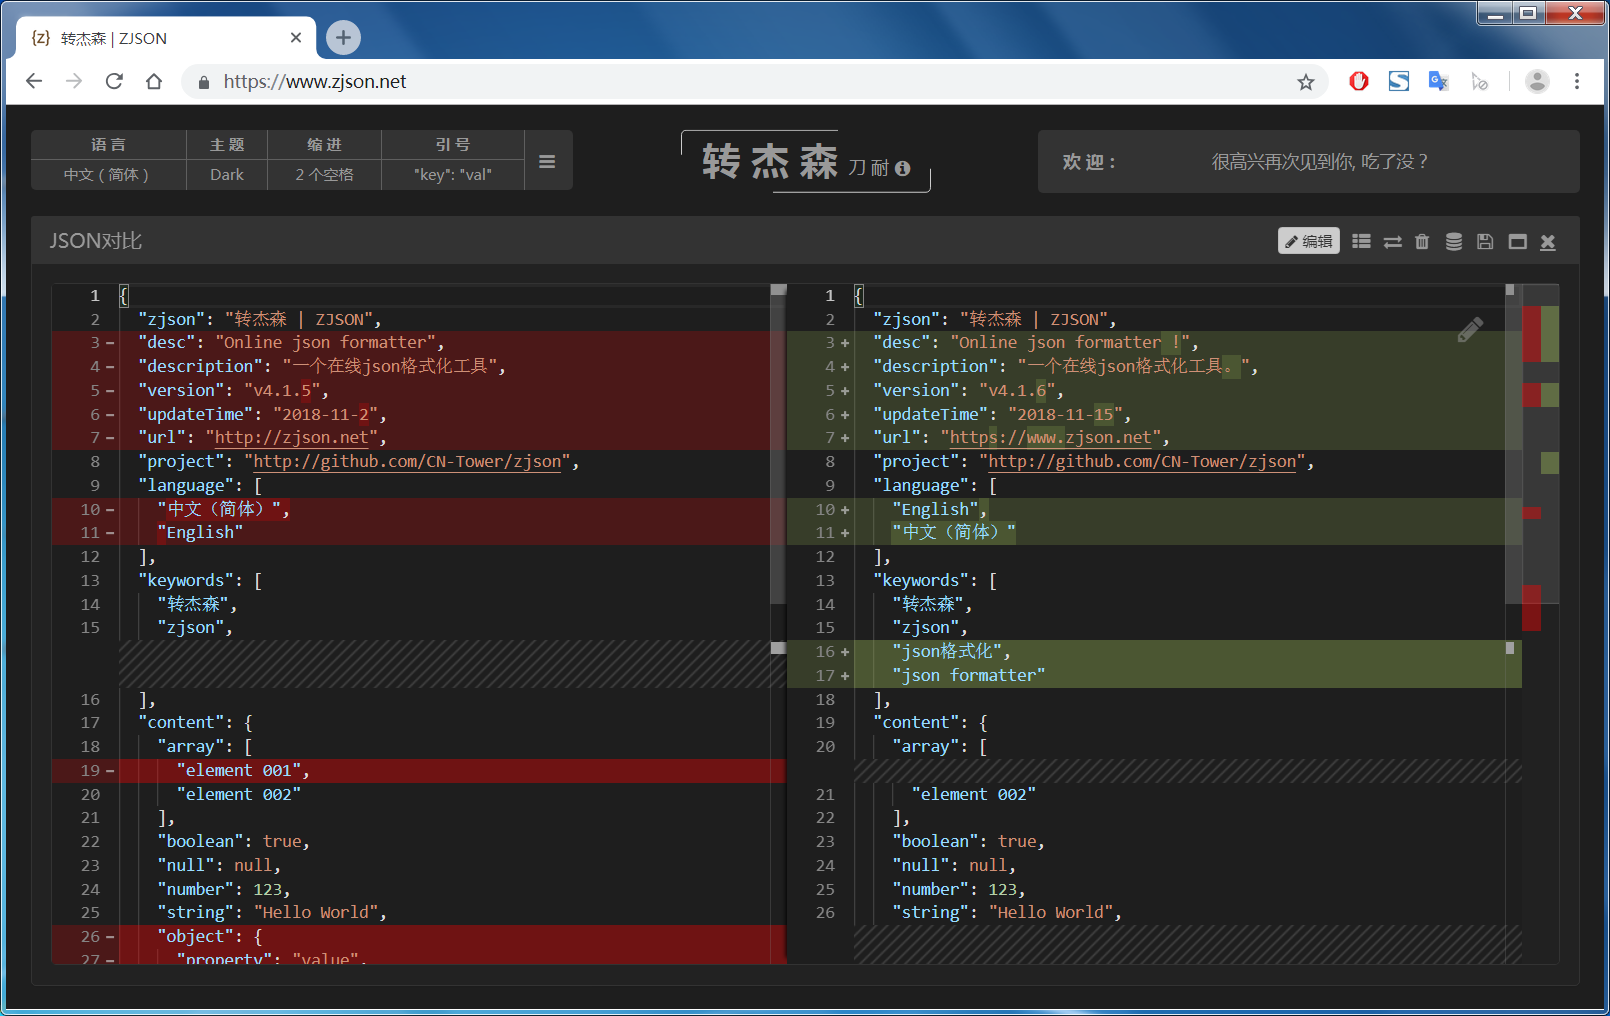 {z} 转杰森 | ZJSON
https://www.zjson.net
语 言 主 题 缩 进 引 号
中文 ( 简体 ) Dark 2 个空格 "key": "val"
转 杰 森 刀 耐
欢 迎 : 很高兴再次见到你, 吃了没 ?
JSON对比
编辑
1 {
2 "zjson": "转杰森 | ZJSON",
3 - "desc": "Online json formatter",
4 - "description": "一个在线json格式化工具",
5 - "version": "v4.1.5",
6 - "updateTime": "2018-11-2",
7 - "url": "http://zjson.net",
8 "project": "http://github.com/CN-Tower/zjson",
9 "language": [
10 - "中文（简体）",
11 - "English"
12 ],
13 "keywords": [
14 "转杰森",
15 "zjson",
16 ],
17 "content": {
18 "array": [
19 - "element 001",
20 "element 002"
21 ],
22 "boolean": true,
23 "null": null,
24 "number": 123,
25 "string": "Hello World",
26 - "object": {
27 - "property": "value",
1 {
2 "zjson": "转杰森 | ZJSON",
3 + "desc": "Online json formatter !",
4 + "description": "一个在线json格式化工具。",
5 + "version": "v4.1.6",
6 + "updateTime": "2018-11-15",
7 + "url": "https://www.zjson.net",
8 "project": "http://github.com/CN-Tower/zjson",
9 "language": [
10 + "English",
11 + "中文（简体）"
12 ],
13 "keywords": [
14 "转杰森",
15 "zjson",
16 + "json格式化",
17 + "json formatter"
18 ],
19 "content": {
20 "array": [
21 "element 002"
22 ],
23 "boolean": true,
24 "null": null,
25 "number": 123,
26 "string": "Hello World",